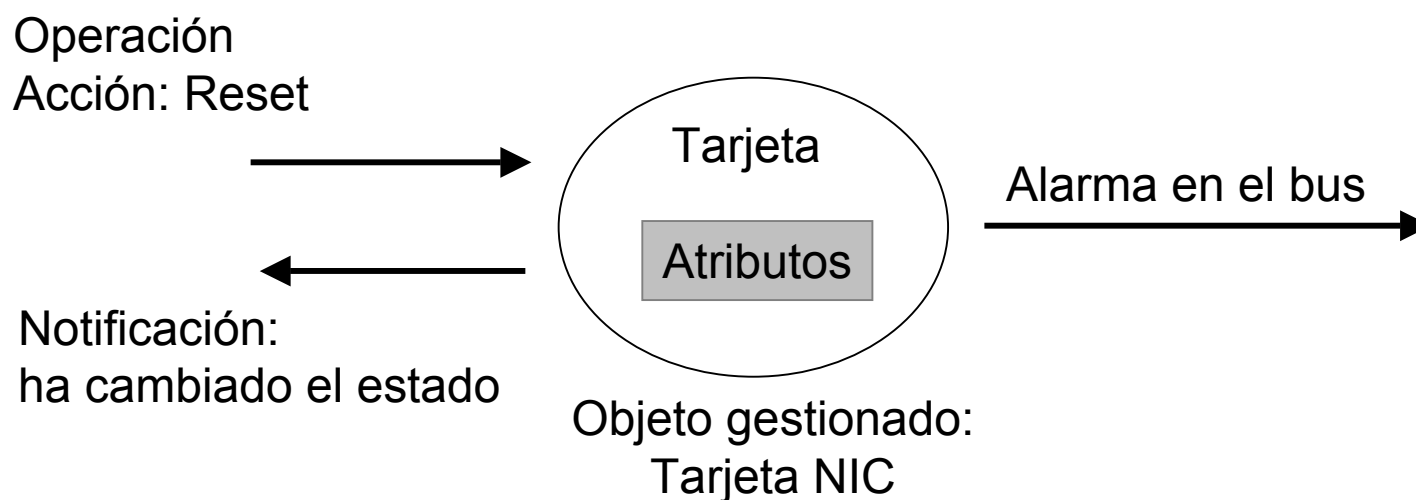 Operación
Acción: Reset
Tarjeta
Atributos
Alarma en el bus
Notificación:
ha cambiado el estado
Objeto gestionado:
Tarjeta NIC